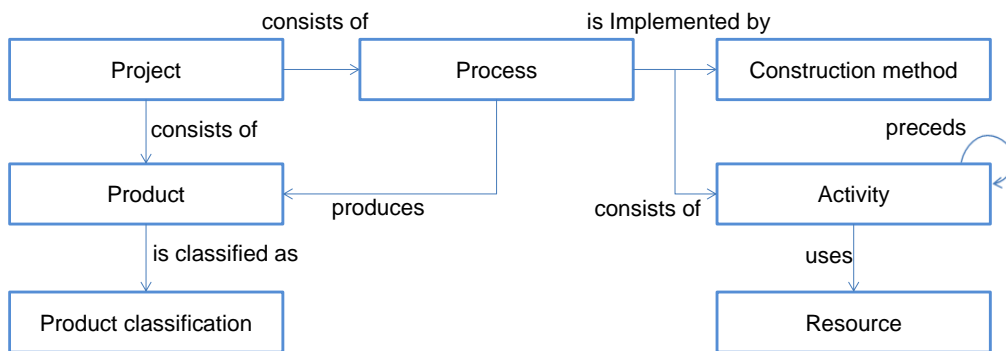 consists of
is Implemented by
Project
Process
Construction method
consists of
preceds
Product
produces
consists of
Activity
is classified as
uses
Product classification
Resource